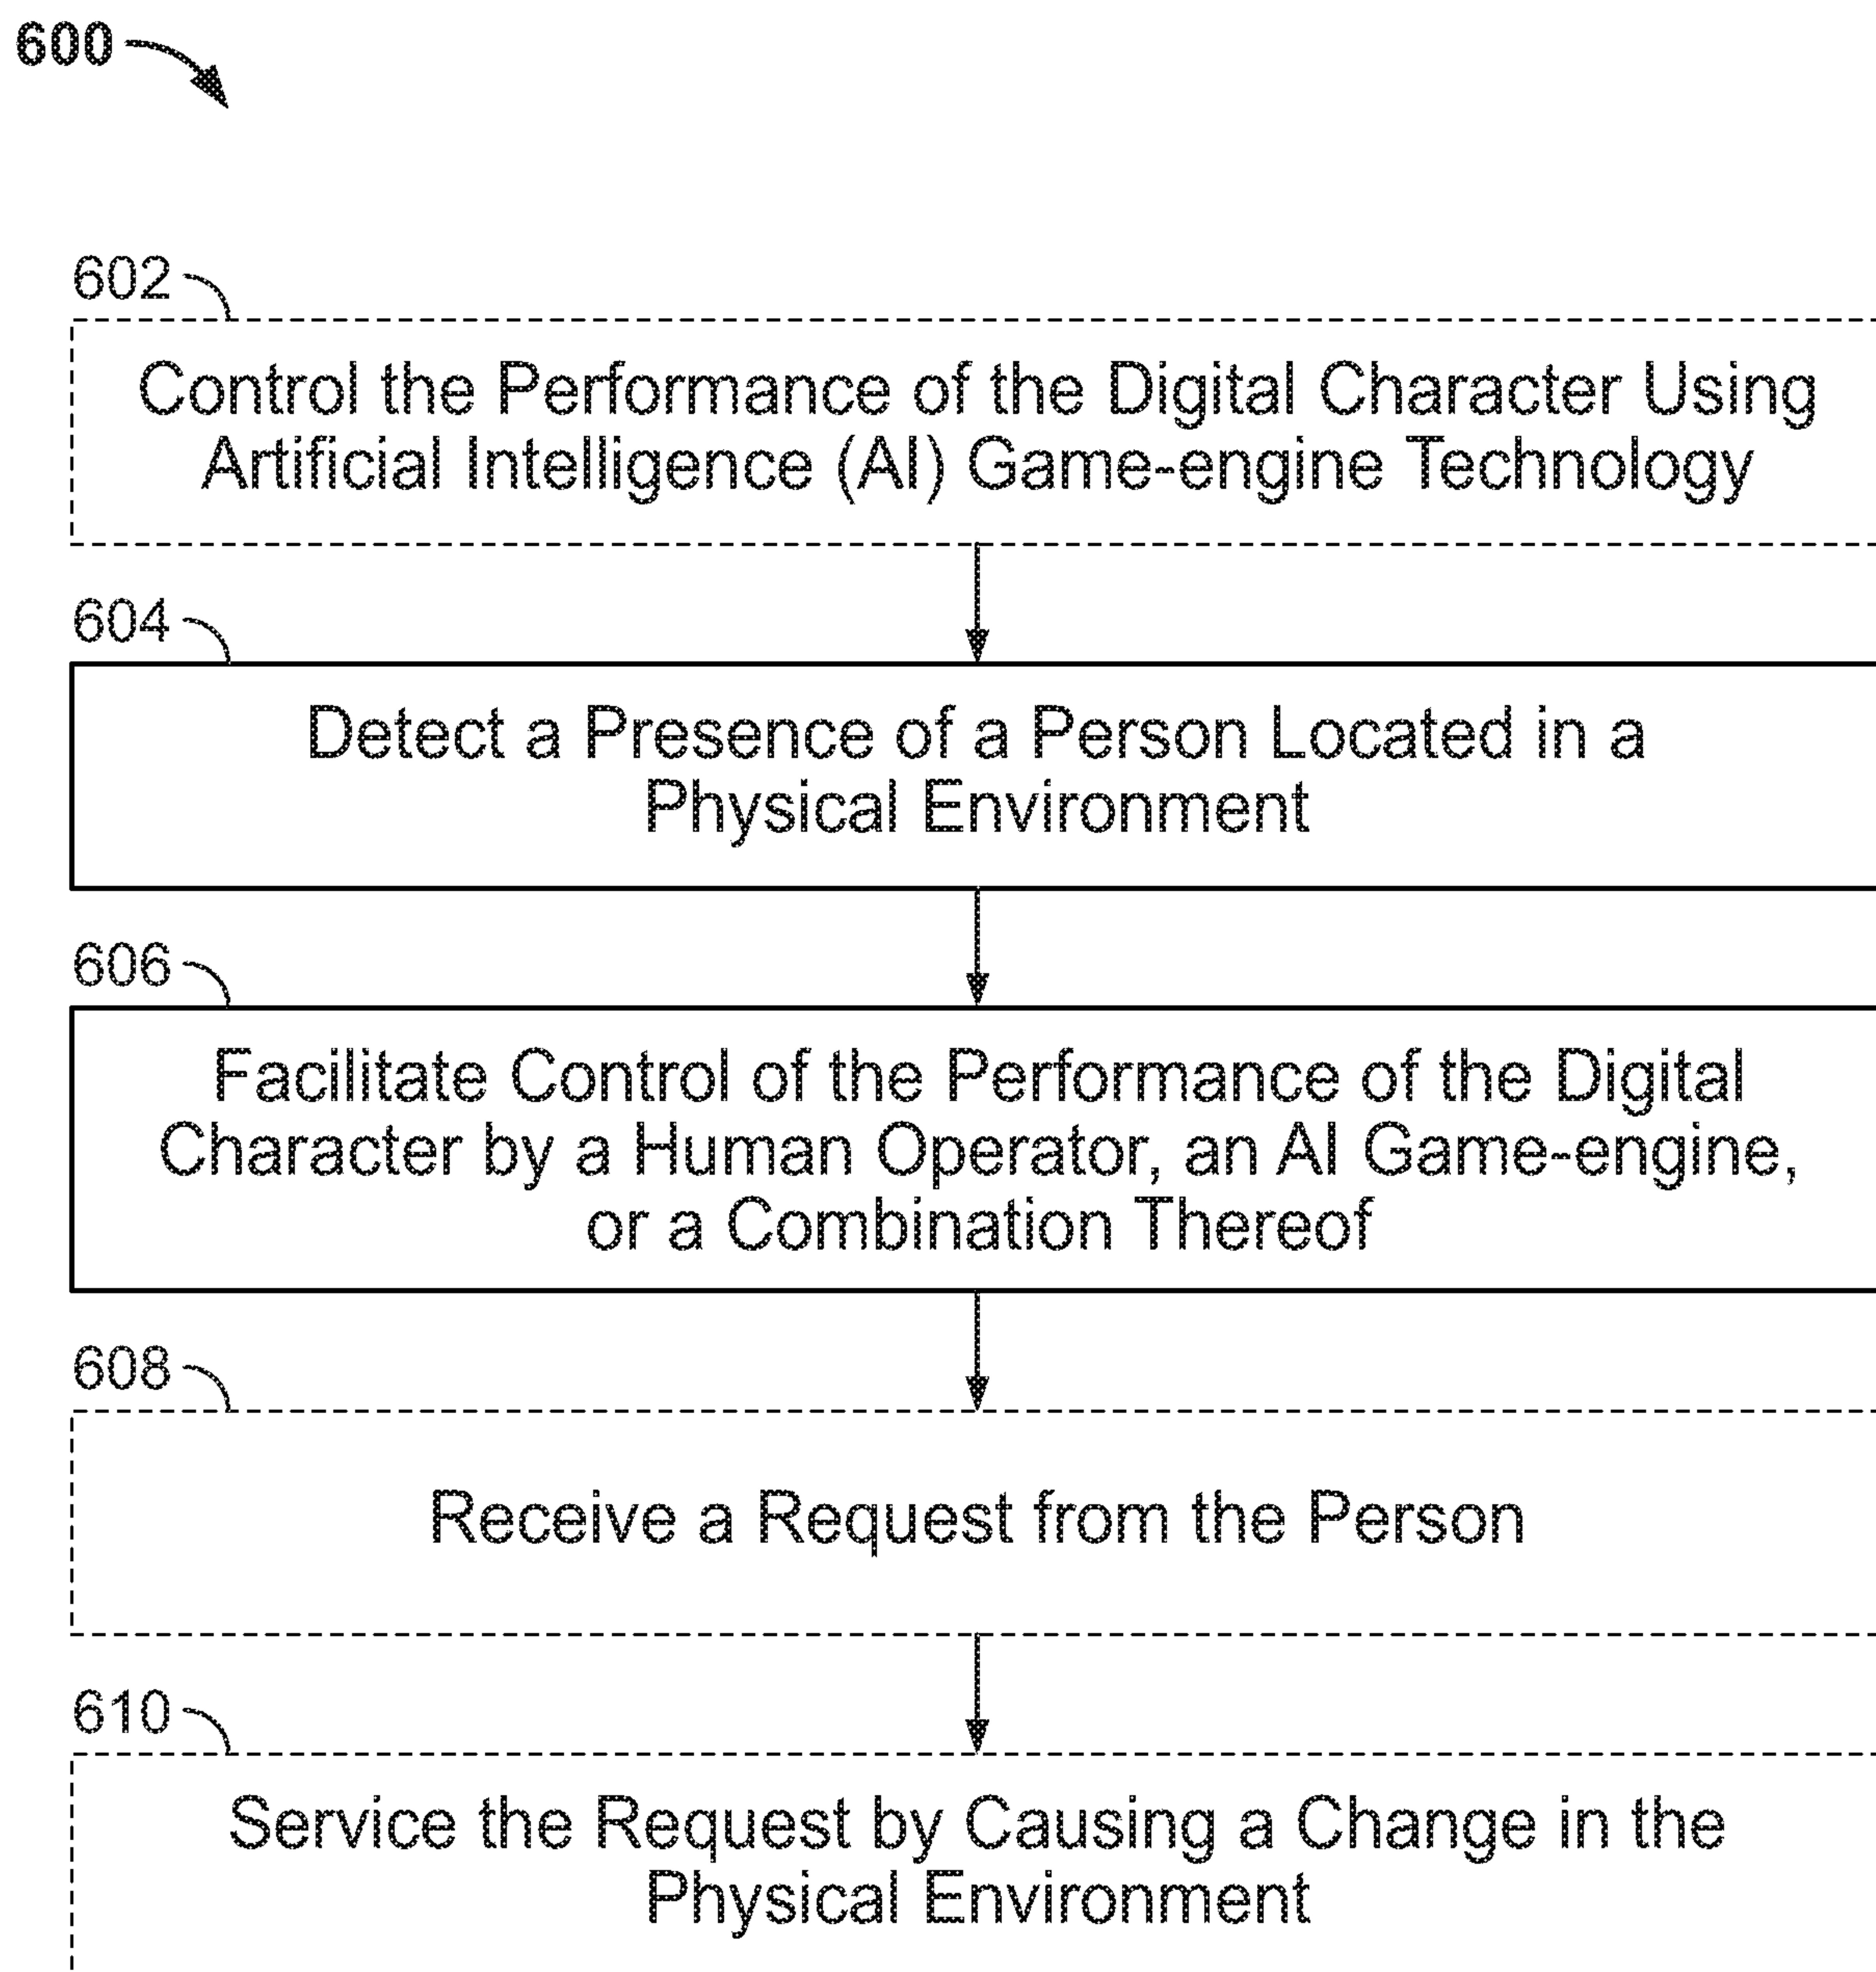 600
602
Control the Performance of the Digital Character Using
Artificial Intelligence (AI) Game-engine Technology
604
Detect a Presence of a Person Located in a
Physical Environment
606
Facilitate Control of the Performance of the Digital
Character by a Human Operator, an AI Game-engine,
or a Combination Thereof
608
Receive a Request from the Person
610
Service the Request by Causing a Change in the
Physical Environment